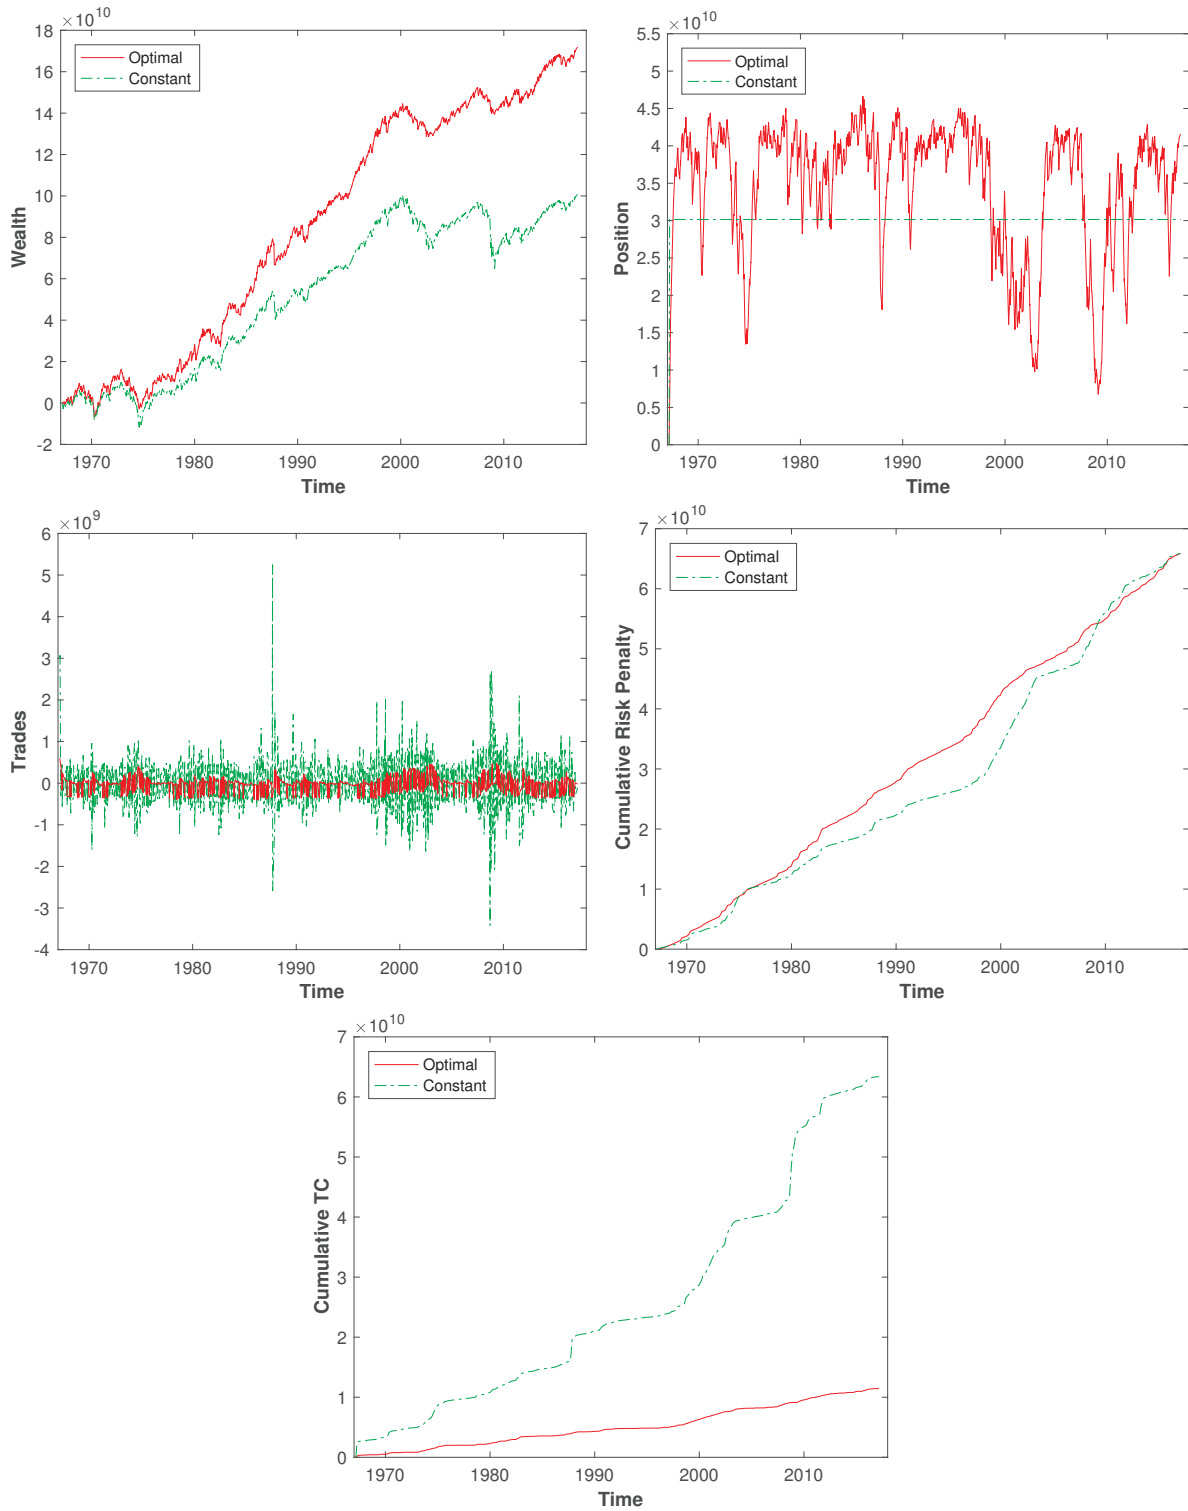 ×10^10
18
16
14
12
10
8
6
4
2
0
-2
Wealth
Optimal
Constant
1970 1980 1990 2000 2010
Time
×10^10
5.5
5
4.5
4
3.5
3
2.5
2
1.5
1
0.5
0
Position
Optimal
Constant
1970 1980 1990 2000 2010
Time
×10^9
6
5
4
3
2
1
0
-1
-2
-3
-4
Trades
1970 1980 1990 2000 2010
Time
×10^10
7
6
5
4
3
2
1
0
Cumulative Risk Penalty
Optimal
Constant
1970 1980 1990 2000 2010
Time
×10^10
7
6
5
4
3
2
1
0
Cumulative TC
Optimal
Constant
1970 1980 1990 2000 2010
Time